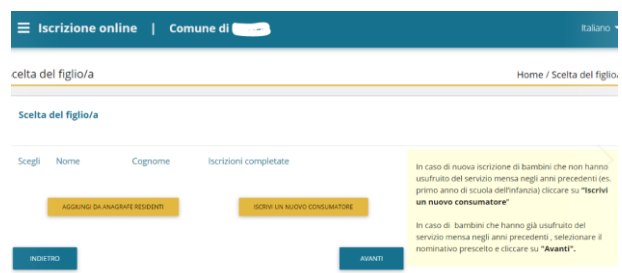 Iscrizione online | Comune di
Italiano
celta del figlio/a
Home / Scelta del figlio/
Scelta del figlio/a
Scegli Nome Cognome Iscrizioni completate
AGGIUNGI DA ANAGRAFE RESIDENTI
ISCRIVI UN NUOVO CONSUMATORE
In caso di nuova iscrizione di bambini che non hanno
usufruito del servizio mensa negli anni precedenti (es.
primo anno di scuola dell'infanzia) cliccare su "Iscrivi
un nuovo consumatore"
In caso di bambini che hanno già usufruito del
servizio mensa negli anni precedenti , selezionare il
nominativo prescelto e cliccare su "Avanti".
INDIETRO
AVANTI